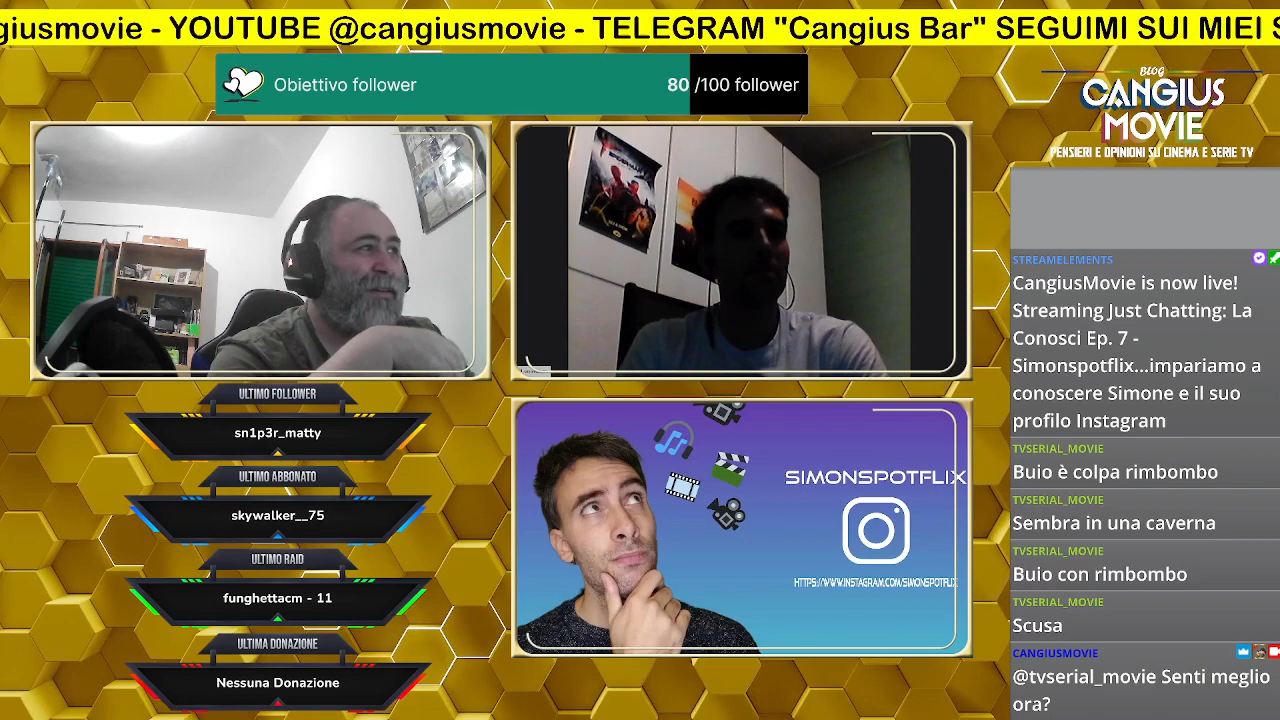 giusmovie - YOUTUBE @cangiusmovie - TELEGRAM "Cangius Bar" SEGUIMI SUI MIEI S
Obiettivo follower
80 /100 follower
BLOG
CANGIUS
MOVIE
PENSIERI E OPINIONI SU CINEMA E SERIE TV
ULTIMO FOLLOWER
sn1p3r_matty
ULTIMO ABBONATO
skywalker__75
ULTIMO RAID
funghettacm - 11
ULTIMA DONAZIONE
Nessuna Donazione
SIMONSPOTFLIX
HTTPS://WWW.INSTAGRAM.COM/SIMONSPOTFLIX
STREAMELEMENTS
CangiusMovie is now live!
Streaming Just Chatting: La
Conosci Ep. 7 -
Simonspotflix...impariamo a
conoscere Simone e il suo
profilo Instagram
TVSERIAL_MOVIE
Buio è colpa rimbombo
TVSERIAL_MOVIE
Sembra in una caverna
TVSERIAL_MOVIE
Buio con rimbombo
TVSERIAL_MOVIE
Scusa
CANGIUSMOVIE
@tvserial_movie Senti meglio
ora?